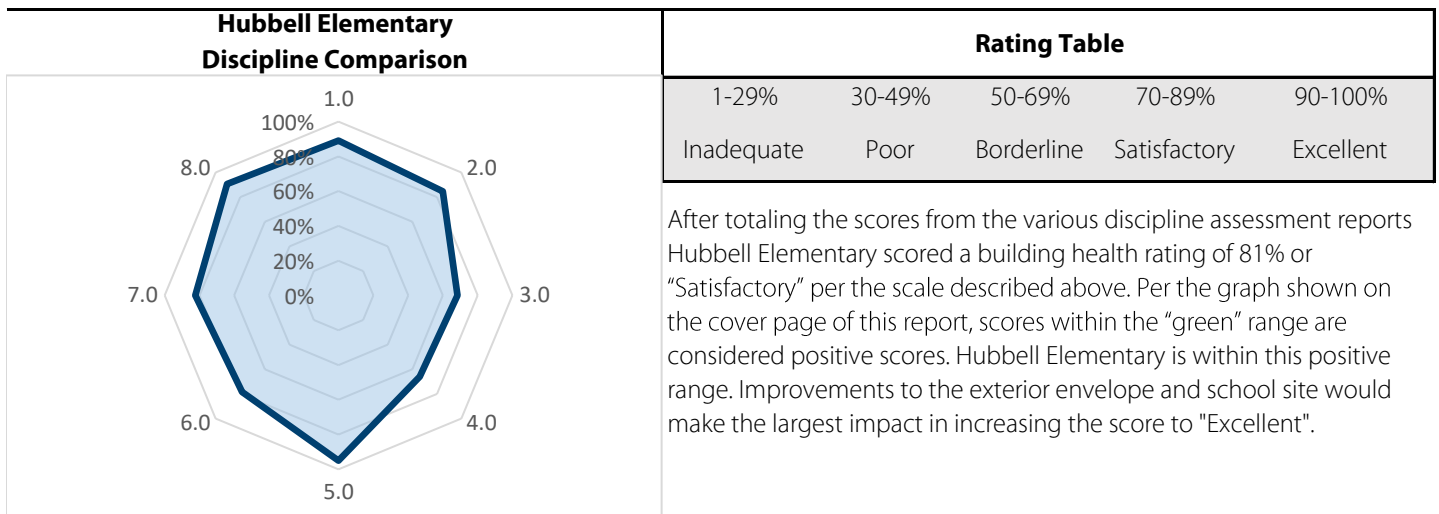 Hubbell Elementary
Discipline Comparison
1.0
100%
80%
60%
40%
20%
0%
2.0
3.0
4.0
5.0
6.0
7.0
8.0
Rating Table
1-29% 30-49% 50-69% 70-89% 90-100%
Inadequate Poor Borderline Satisfactory Excellent
After totaling the scores from the various discipline assessment reports
Hubbell Elementary scored a building health rating of 81% or
“Satisfactory” per the scale described above. Per the graph shown on
the cover page of this report, scores within the “green” range are
considered positive scores. Hubbell Elementary is within this positive
range. Improvements to the exterior envelope and school site would
make the largest impact in increasing the score to "Excellent".